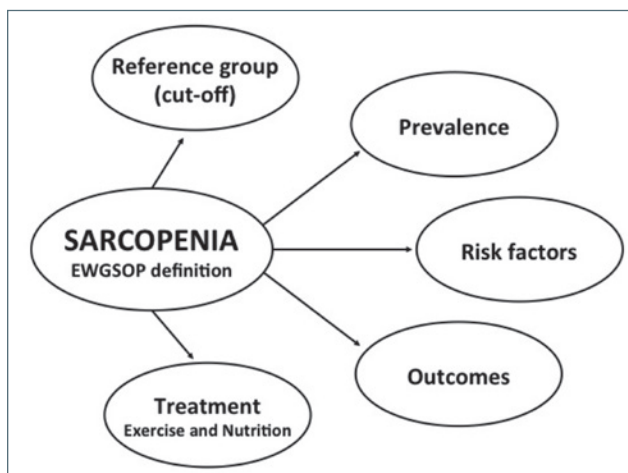 Reference group
(cut-off)
Prevalence
SARCOPENIA
EWGSOP definition
Risk factors
Outcomes
Treatment
Exercise and Nutrition